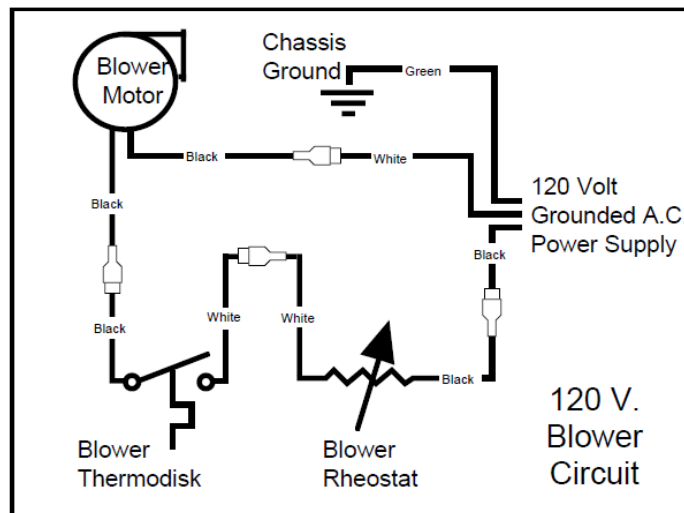 Blower
Motor
Chassis
Ground
Green
Black
White
120 Volt
Grounded A.C.
Power Supply
Black
Black
Black
White
White
Black
Blower
Thermodisk
Blower
Rheostat
120 V.
Blower
Circuit